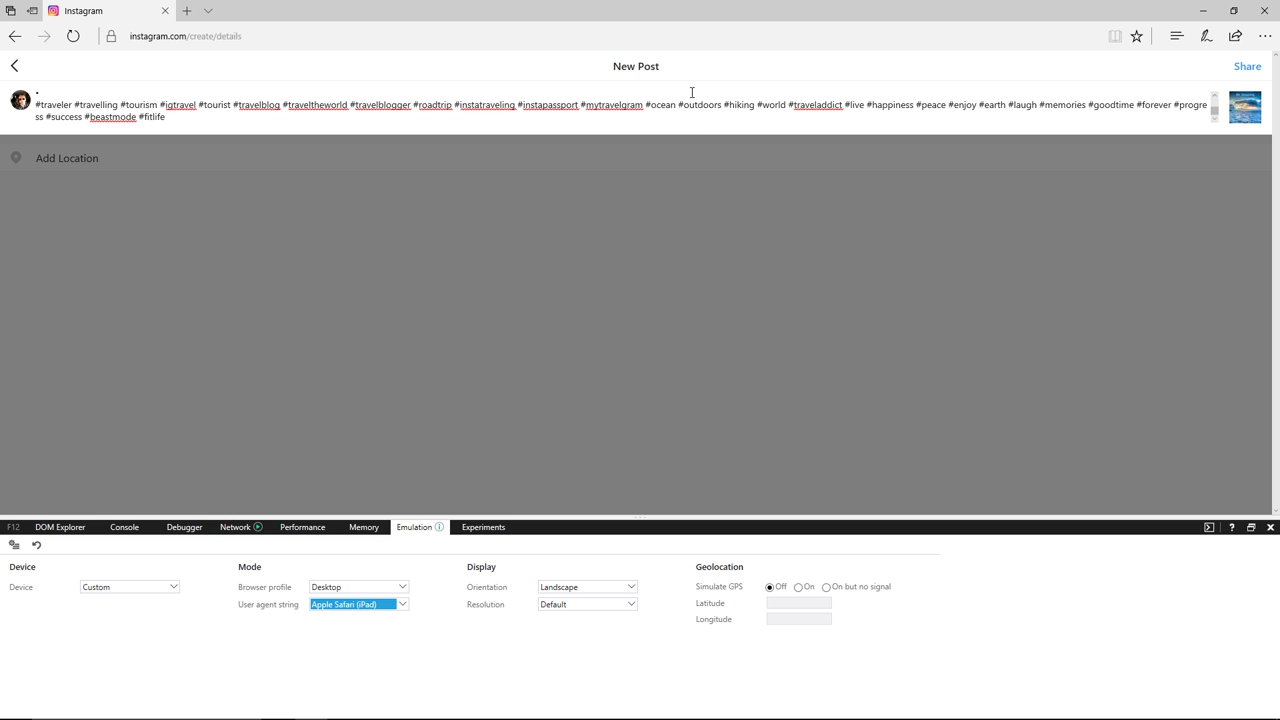 Instagram
instagram.com/create/details
New Post
Share
.
#traveler #travelling #tourism #igtravel #tourist #travelblog #traveltheworld #travelblogger #roadtrip #instatraveling #instapassport #mytravelgram #ocean #outdoors #hiking #world #traveladdict #live #happiness #peace #enjoy #earth #laugh #memories #goodtime #forever #progre
ss #success #beastmode #fitlife
Add Location
F12 DOM Explorer Console Debugger Network Performance Memory Emulation Experiments ?
Device Mode Display Geolocation
Device Custom Browser profile Desktop Orientation Landscape Simulate GPS Off On On but no signal
User agent string Apple Safari (iPad) Resolution Default Latitude
Longitude